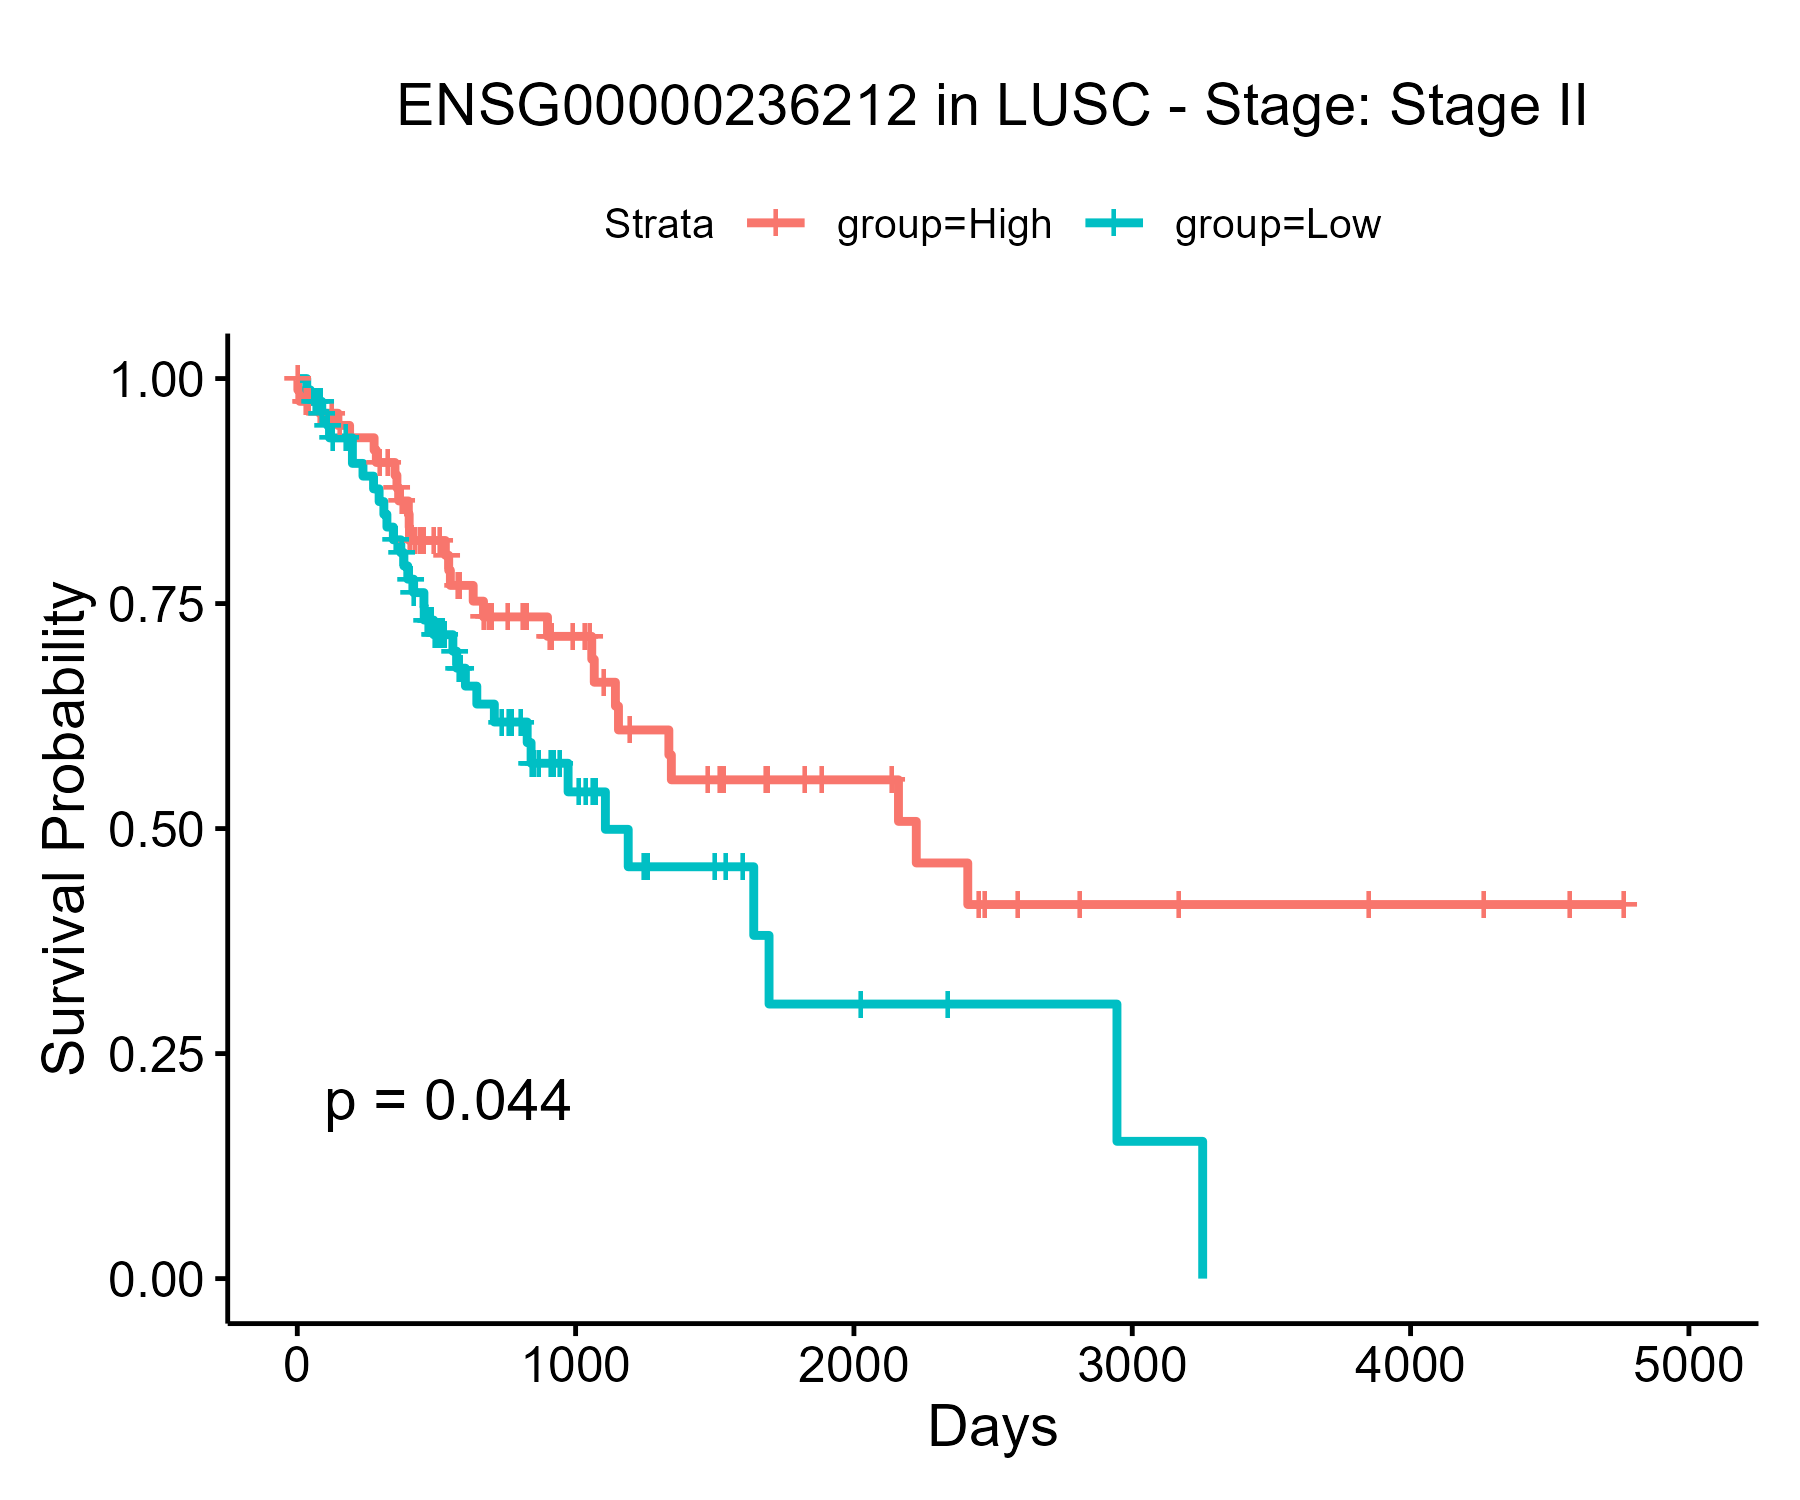 ENSG00000236212 in LUSC - Stage: Stage II
Strata group=High group=Low
Survival Probability
1.00
0.75
0.50
0.25
0.00
p = 0.044
0 1000 2000 3000 4000 5000
Days